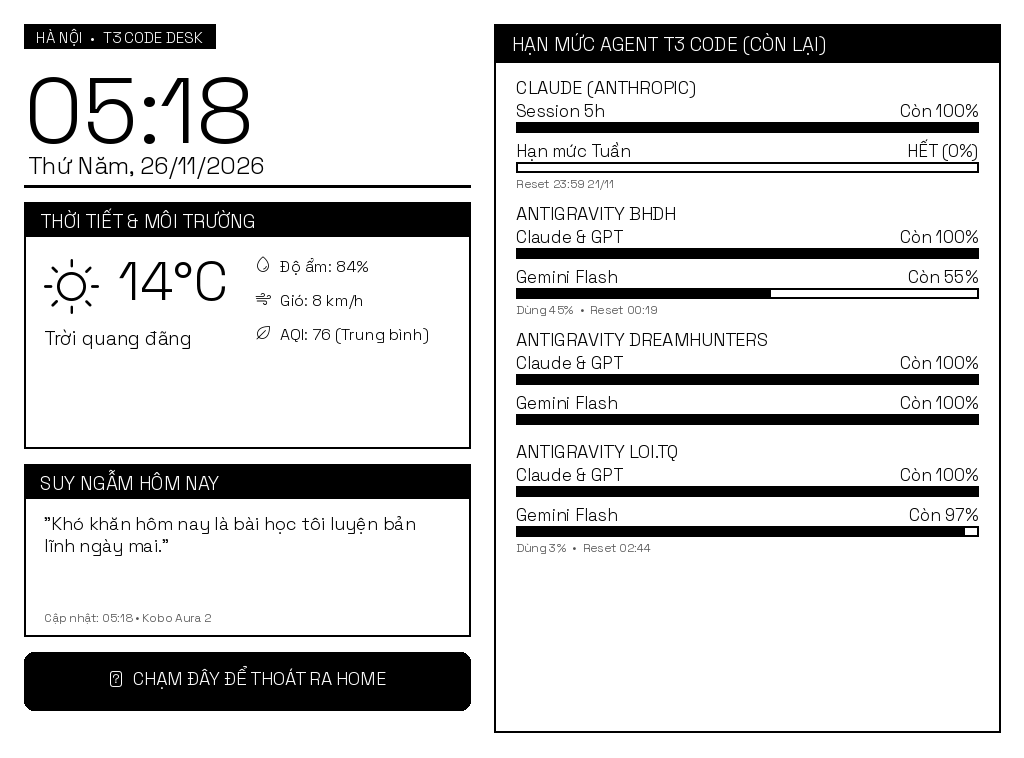 HÀ NỘI • T3 CODE DESK
05:18
Thứ Năm, 26/11/2026
THỜI TIẾT & MÔI TRƯỜNG
14°C
Trời quang đãng
Độ ẩm: 84%
Gió: 8 km/h
AQI: 76 (Trung bình)
SUY NGẪM HÔM NAY
"Khó khăn hôm nay là bài học tôi luyện bản
lĩnh ngày mai."
Cập nhật: 05:18 • Kobo Aura 2
CHẠM ĐÂY ĐỂ THOÁT RA HOME
HẠN MỨC AGENT T3 CODE (CÒN LẠI)
CLAUDE (ANTHROPIC)
Session 5h Còn 100%
Hạn mức Tuần HẾT (0%)
Reset 23:59 21/11
ANTIGRAVITY BHDH
Claude & GPT Còn 100%
Gemini Flash Còn 55%
Dùng 45% • Reset 00:19
ANTIGRAVITY DREAMHUNTERS
Claude & GPT Còn 100%
Gemini Flash Còn 100%
ANTIGRAVITY LOI.TQ
Claude & GPT Còn 100%
Gemini Flash Còn 97%
Dùng 3% • Reset 02:44